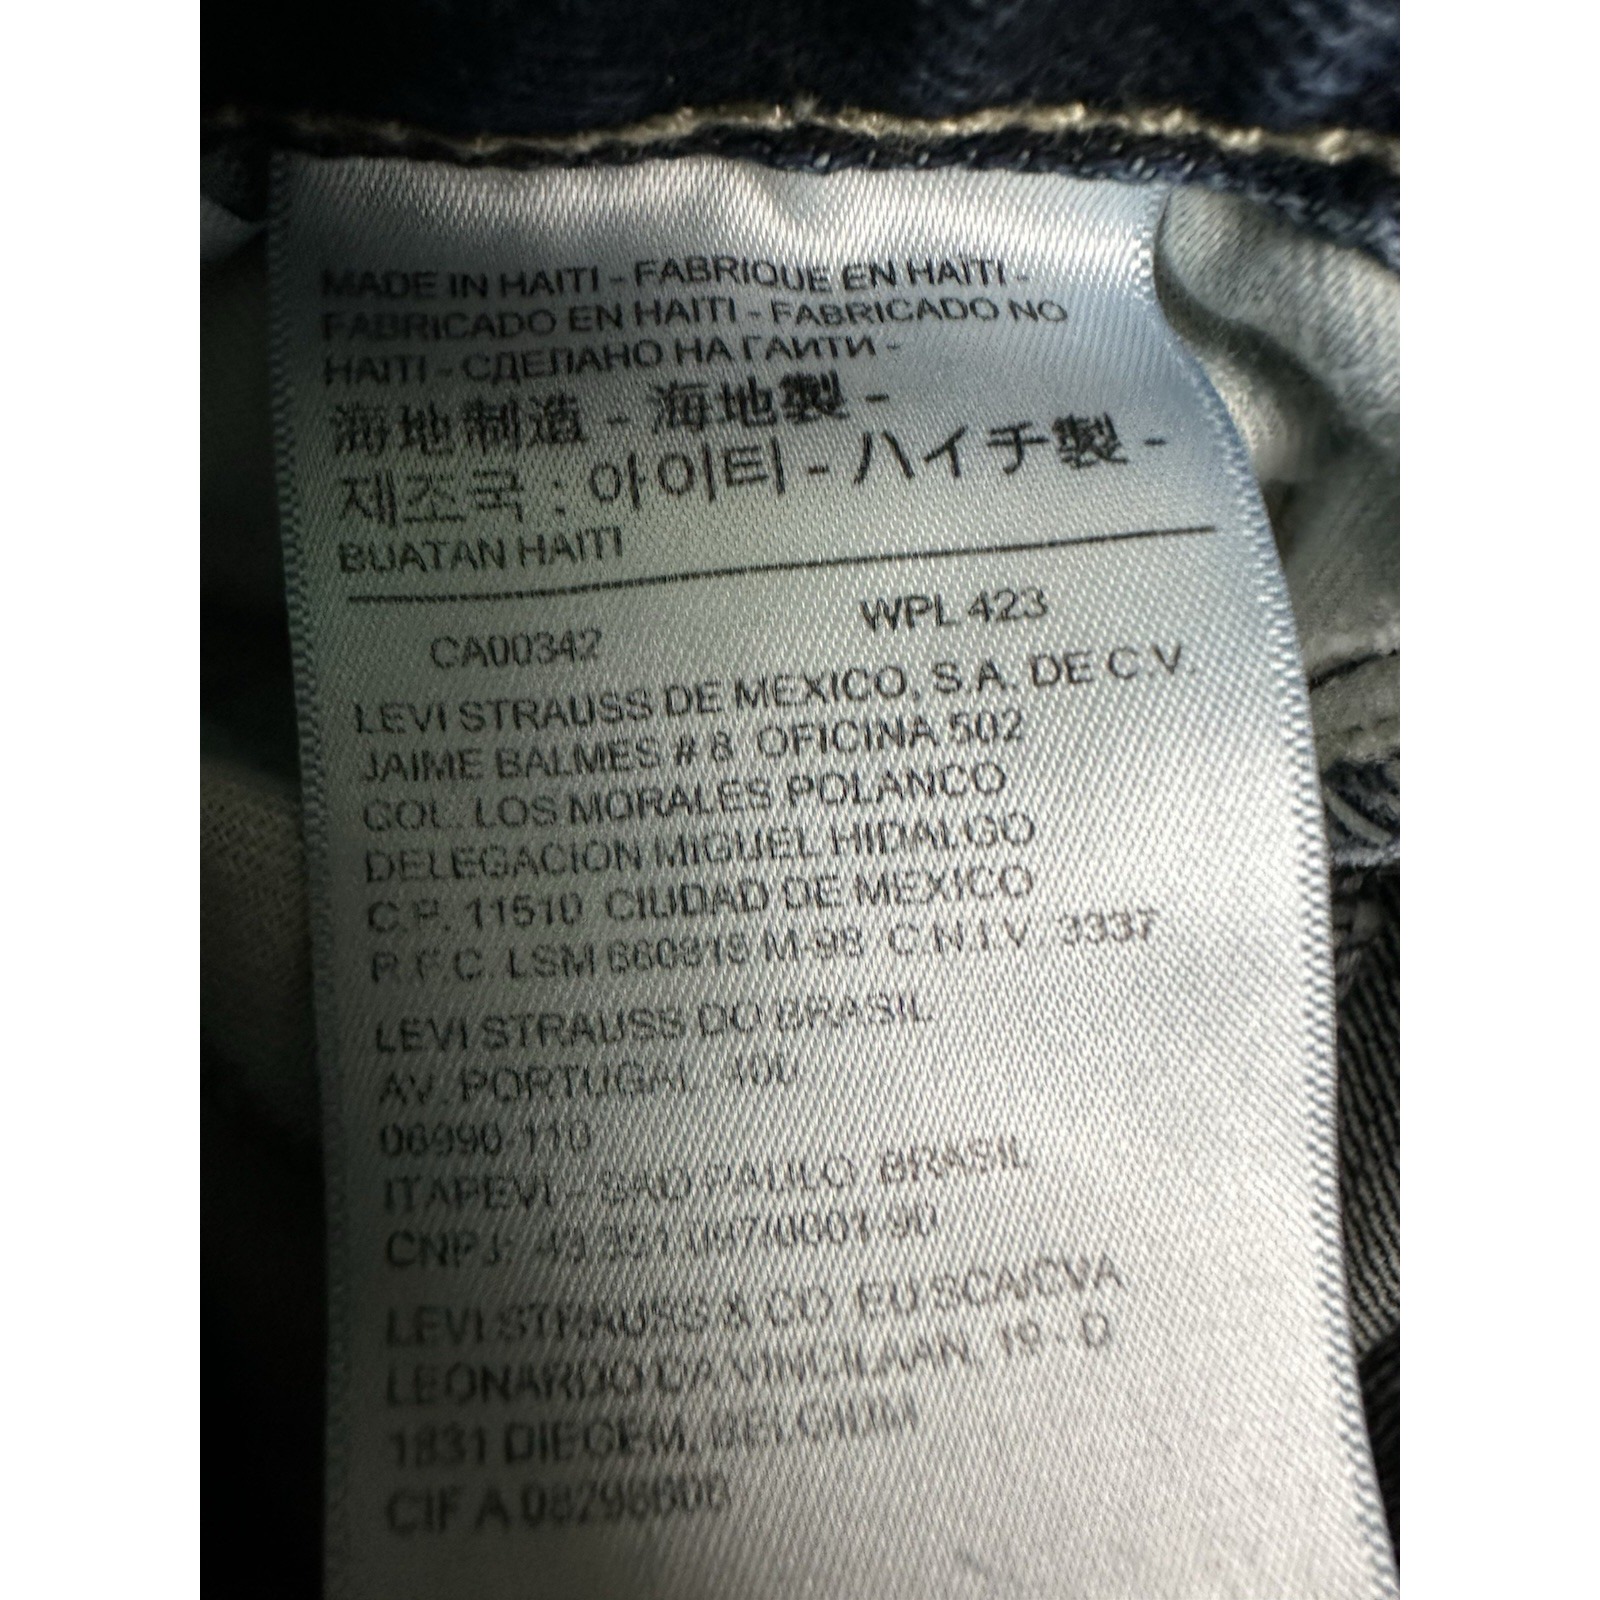 MADE IN HAITI - FABRIQUE EN HAÏTI -
FABRICADO EN HAITI - FABRICADO NO
HAITI - СДЕЛАНО НА ГАИТИ -
海地制造 - 海地製 -
제조국 : 아이티 - ハイチ製 -
BUATAN HAITI
CA00342 WPL 423
LEVI STRAUSS DE MEXICO, S.A. DE C.V.
JAIME BALMES # 8 OFICINA 502
COL. LOS MORALES POLANCO
DELEGACION MIGUEL HIDALGO
C.P. 11510 CIUDAD DE MEXICO
R.F.C. LSM M-98 C.N.I.V. 3337
LEVI STRAUSS DO BRASIL
AV. PORTUGAL 400
06990-110
ITAPEVI - SAO PAULO BRASIL
CNPJ:
LEVI STRAUSS & CO EU SCA/CVA
LEONARDO DA VINCILAAN, 19 - D
1831 DIEGEM, BELGIUM
CIF A